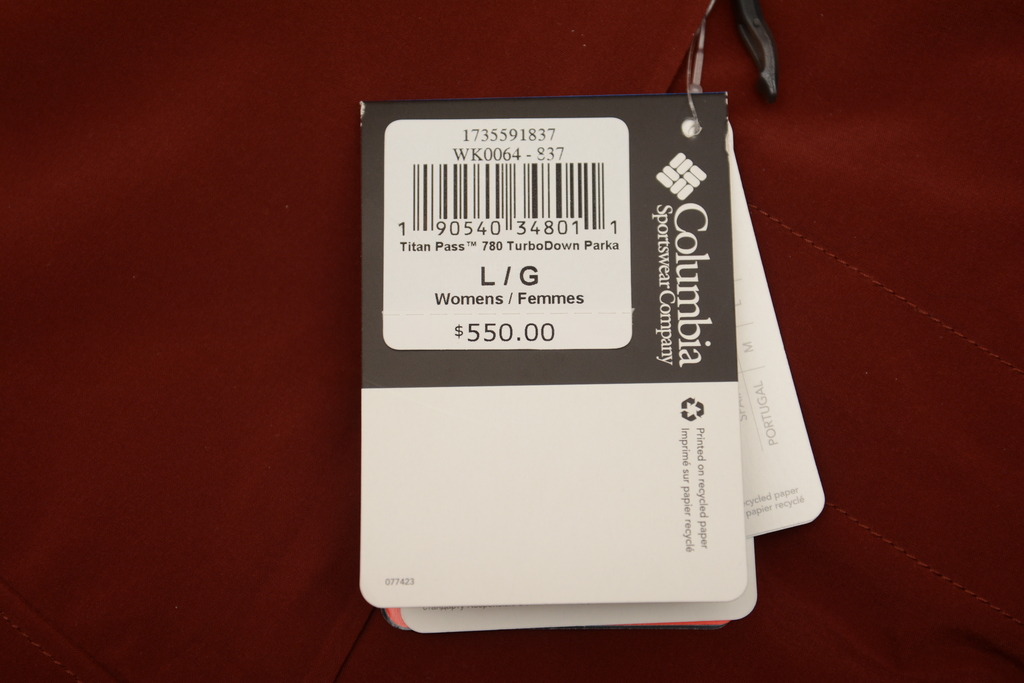 1735591837
WK0064 - 837
1 90540 34801 1
Titan Pass™ 780 TurboDown Parka
L / G
Womens / Femmes
$550.00
Columbia
Sportswear Company
Printed on recycled paper
Imprimé sur papier recyclé
077423
M
PORTUGAL
paper
papier recyclé